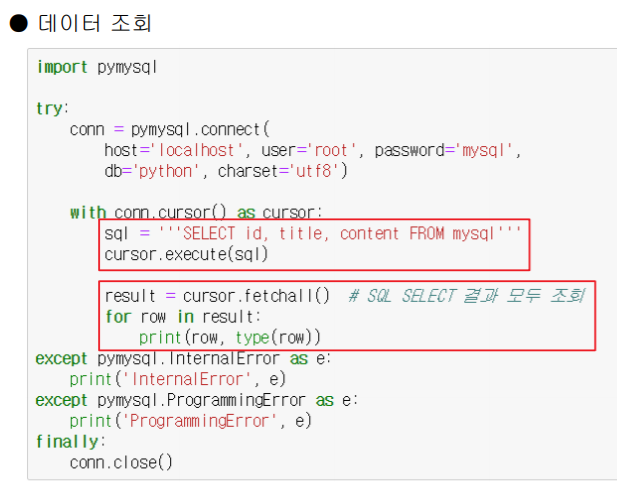 ● 데이터 조회
import pymysql
try:
conn = pymysql.connect(
host='localhost', user='root', password='mysql',
db='python', charset='utf8')
with conn.cursor() as cursor:
sql = '''SELECT id, title, content FROM mysql'''
cursor.execute(sql)
result = cursor.fetchall() # SQL SELECT 결과 모두 조회
for row in result:
print(row, type(row))
except pymysql.InternalError as e:
print('InternalError', e)
except pymysql.ProgrammingError as e:
print('ProgrammingError', e)
finally:
conn.close()